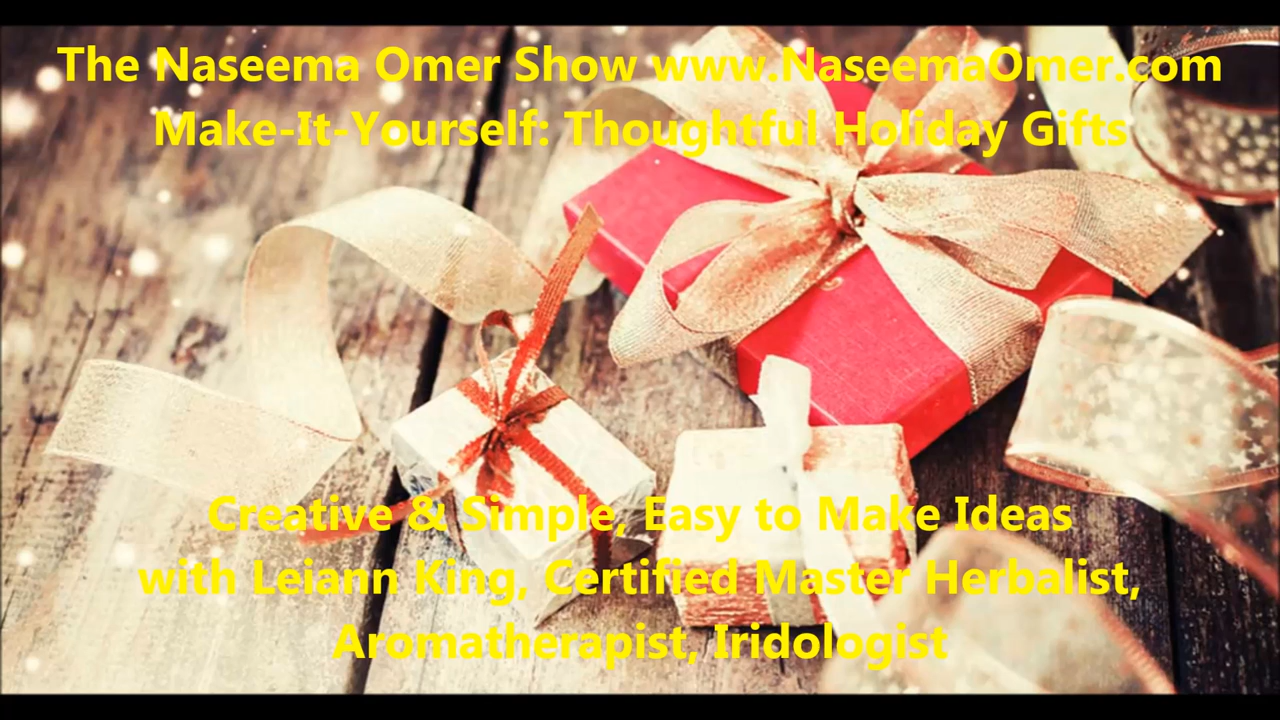 The Naseema Omer Show www.NaseemaOmer.com
Make-It-Yourself: Thoughtful Holiday Gifts
Creative & Simple, Easy to Make Ideas
with Leiann King, Certified Master Herbalist,
Aromatherapist, Iridologist